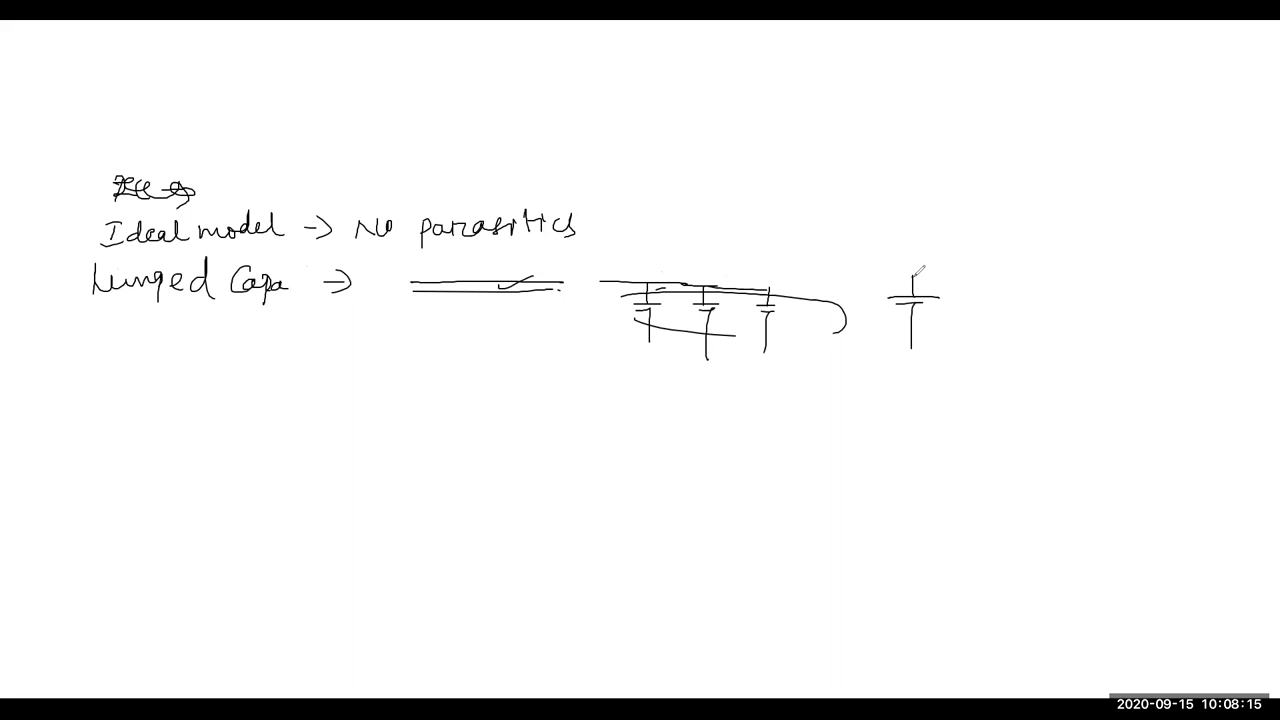 Ideal model → No parasitics
Lumped Capa →
2020-09-15 10:08:15